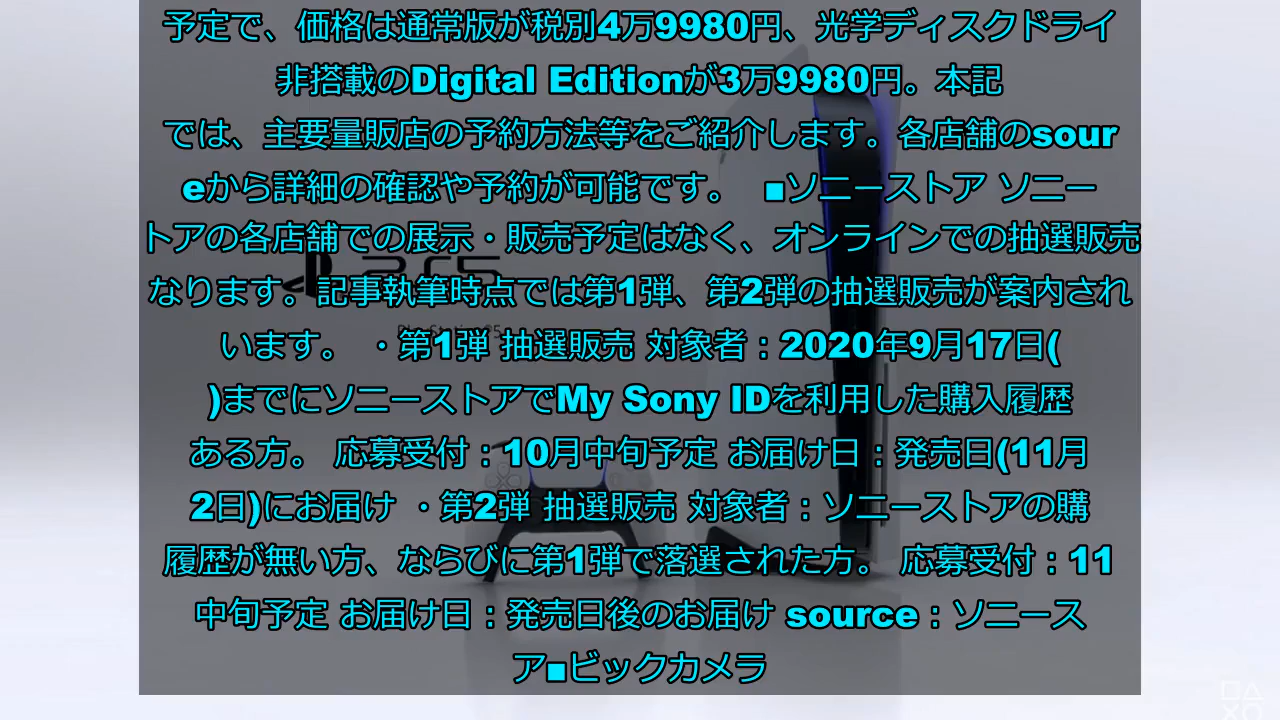 予定で、価格は通常版が税別4万9980円、光学ディスクドライ
非搭載のDigital Editionが3万9980円。本記
では、主要量販店の予約方法等をご紹介します。各店舗のsour
eから詳細の確認や予約が可能です。 ■ソニーストア ソニー
トアの各店舗での展示・販売予定はなく、オンラインでの抽選販売
なります。記事執筆時点では第1弾、第2弾の抽選販売が案内され
います。 ・第1弾 抽選販売 対象者：2020年9月17日(
)までにソニーストアでMy Sony IDを利用した購入履歴
ある方。 応募受付：10月中旬予定 お届け日：発売日(11月
2日)にお届け ・第2弾 抽選販売 対象者：ソニーストアの購
履歴が無い方、ならびに第1弾で落選された方。 応募受付：11
中旬予定 お届け日：発売日後のお届け source：ソニース
ア■ビックカメラ
PS5
PlayStation®5